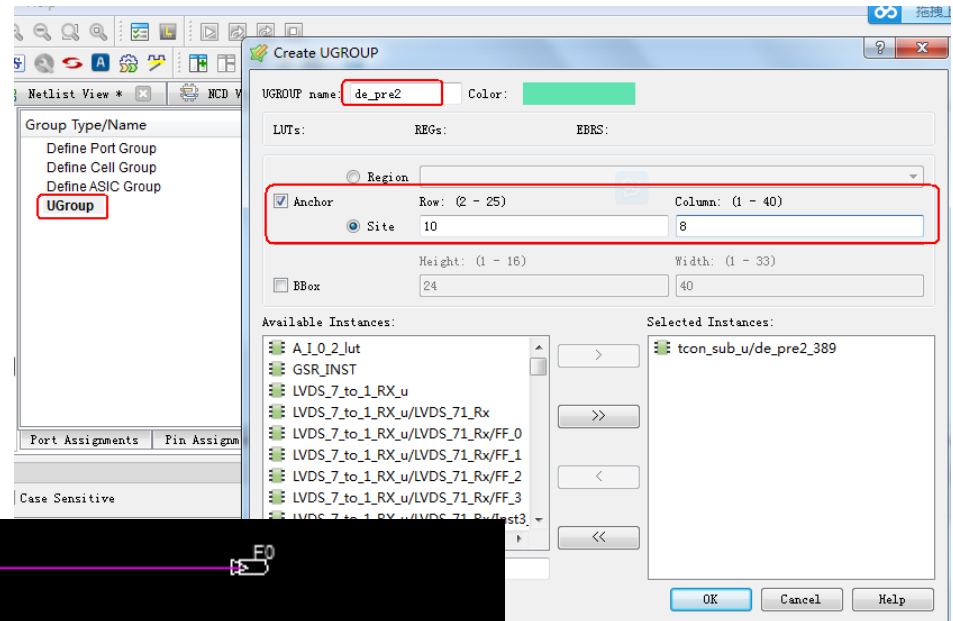 拖拽上
Create UGROUP
Netlist View *
NCD V
UGROUP name:
de_pre2
Color:
Group Type/Name
Define Port Group
Define Cell Group
Define ASIC Group
UGroup
LUTs:
REGs:
EBRS:
Region
Anchor
Row: (2 - 25)
Column: (1 - 40)
Site
10
8
Height: (1 - 16)
Width: (1 - 33)
BBox
24
40
Available Instances:
Selected Instances:
A_I_0_2_lut
GSR_INST
LVDS_7_to_1_RX_u
LVDS_7_to_1_RX_u/LVDS_71_Rx
LVDS_7_to_1_RX_u/LVDS_71_Rx/FF_0
LVDS_7_to_1_RX_u/LVDS_71_Rx/FF_1
LVDS_7_to_1_RX_u/LVDS_71_Rx/FF_2
LVDS_7_to_1_RX_u/LVDS_71_Rx/FF_3
LVDS_7_to_1_RX_u/LVDS_71_Rx/Inst3_
>
>>
<
<<
tcon_sub_u/de_pre2_389
Port Assignments
Pin Assignm
Case Sensitive
F0
OK
Cancel
Help